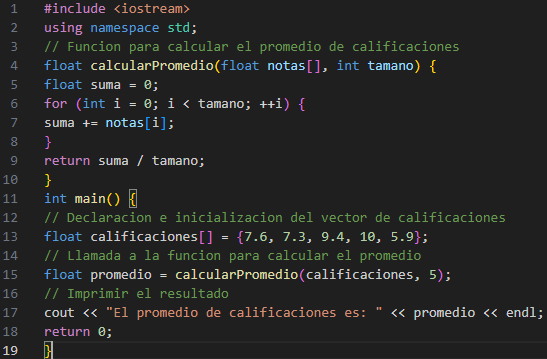 1 #include <iostream>
2 using namespace std;
3 // Funcion para calcular el promedio de calificaciones
4 float calcularPromedio(float notas[], int tamano) {
5 float suma = 0;
6 for (int i = 0; i < tamano; ++i) {
7 suma += notas[i];
8 }
9 return suma / tamano;
10 }
11 int main() {
12 // Declaracion e inicializacion del vector de calificaciones
13 float calificaciones[] = {7.6, 7.3, 9.4, 10, 5.9};
14 // Llamada a la funcion para calcular el promedio
15 float promedio = calcularPromedio(calificaciones, 5);
16 // Imprimir el resultado
17 cout << "El promedio de calificaciones es: " << promedio << endl;
18 return 0;
19 }